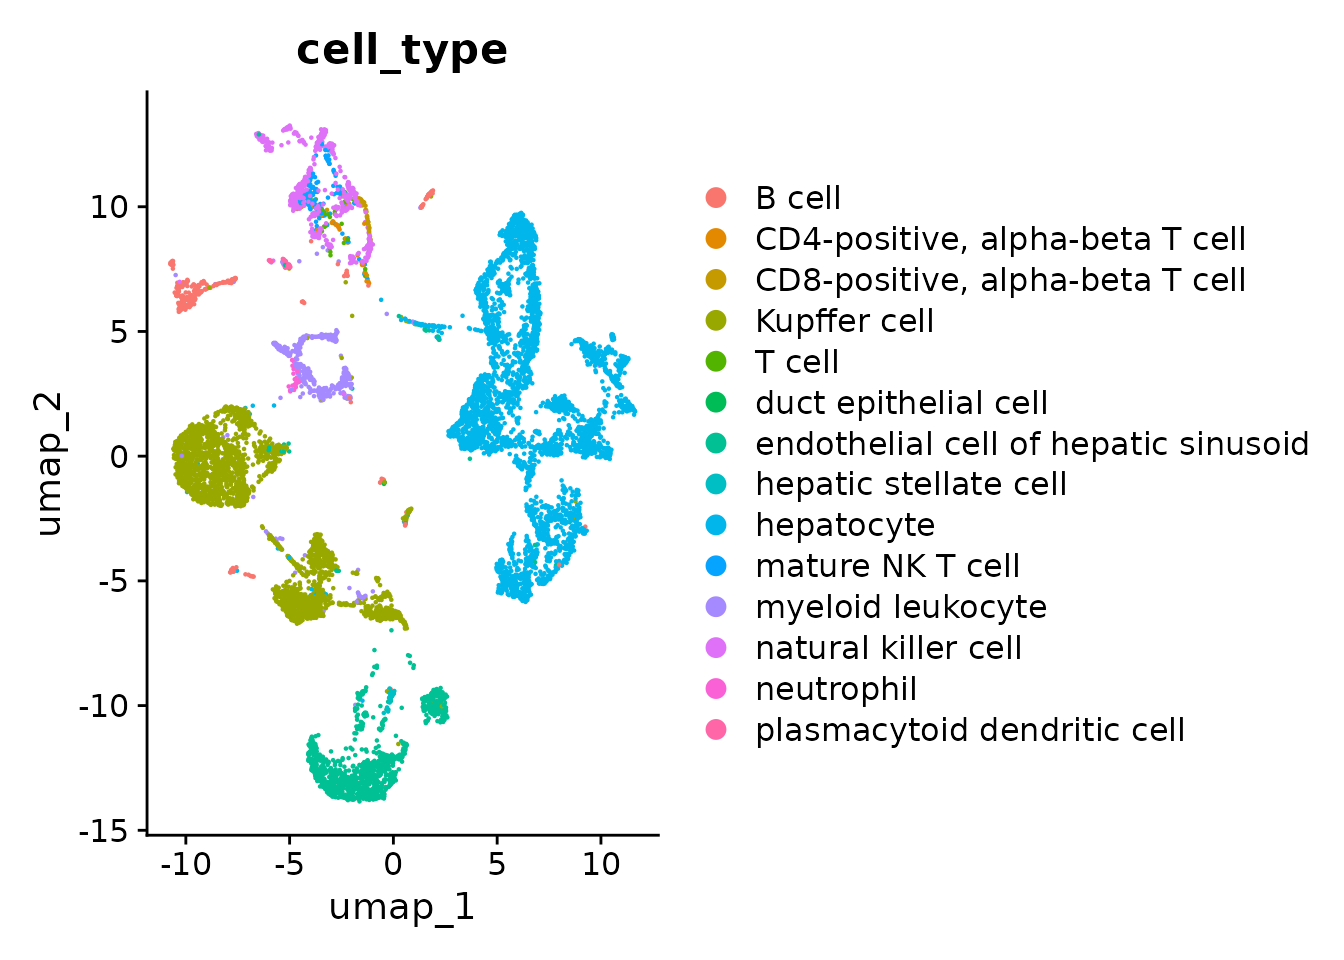 cell_type
umap_2
10
5
0
-5
-10
-15
-10 -5 0 5 10
umap_1
B cell
CD4-positive, alpha-beta T cell
CD8-positive, alpha-beta T cell
Kupffer cell
T cell
duct epithelial cell
endothelial cell of hepatic sinusoid
hepatic stellate cell
hepatocyte
mature NK T cell
myeloid leukocyte
natural killer cell
neutrophil
plasmacytoid dendritic cell